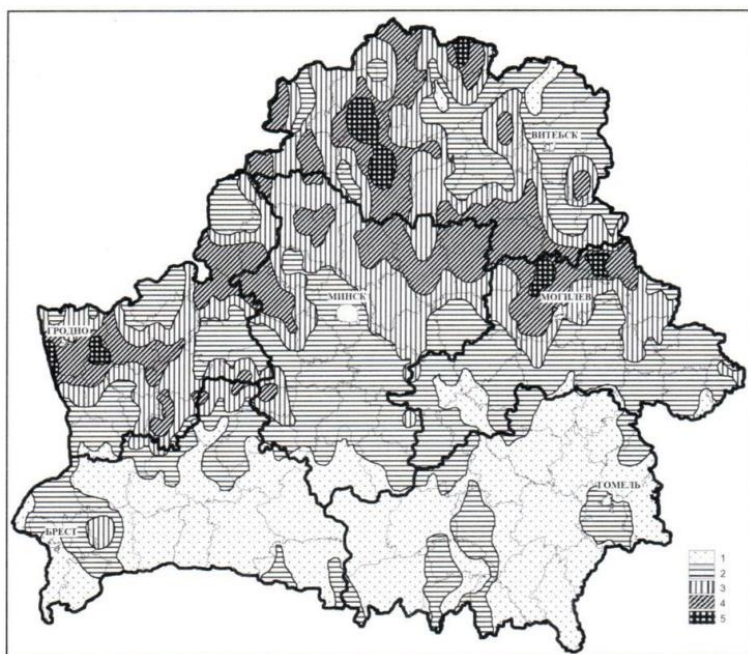 ВИТЕБСК
МИНСК
МОГИЛЕВ
ГРОДНО
ГОМЕЛЬ
БРЕСТ
1
2
3
4
5